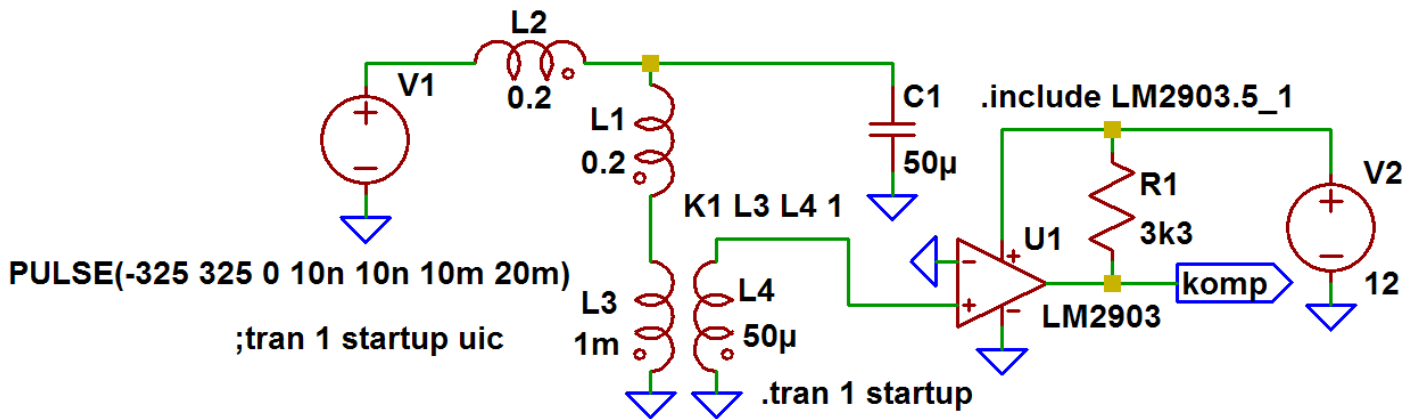 L2
0.2
V1
PULSE(-325 325 0 10n 10n 10m 20m)
;tran 1 startup uic
L1
0.2
C1
50µ
K1 L3 L4 1
L3
1m
L4
50µ
.tran 1 startup
.include LM2903.5_1
U1
LM2903
R1
3k3
komp
V2
12